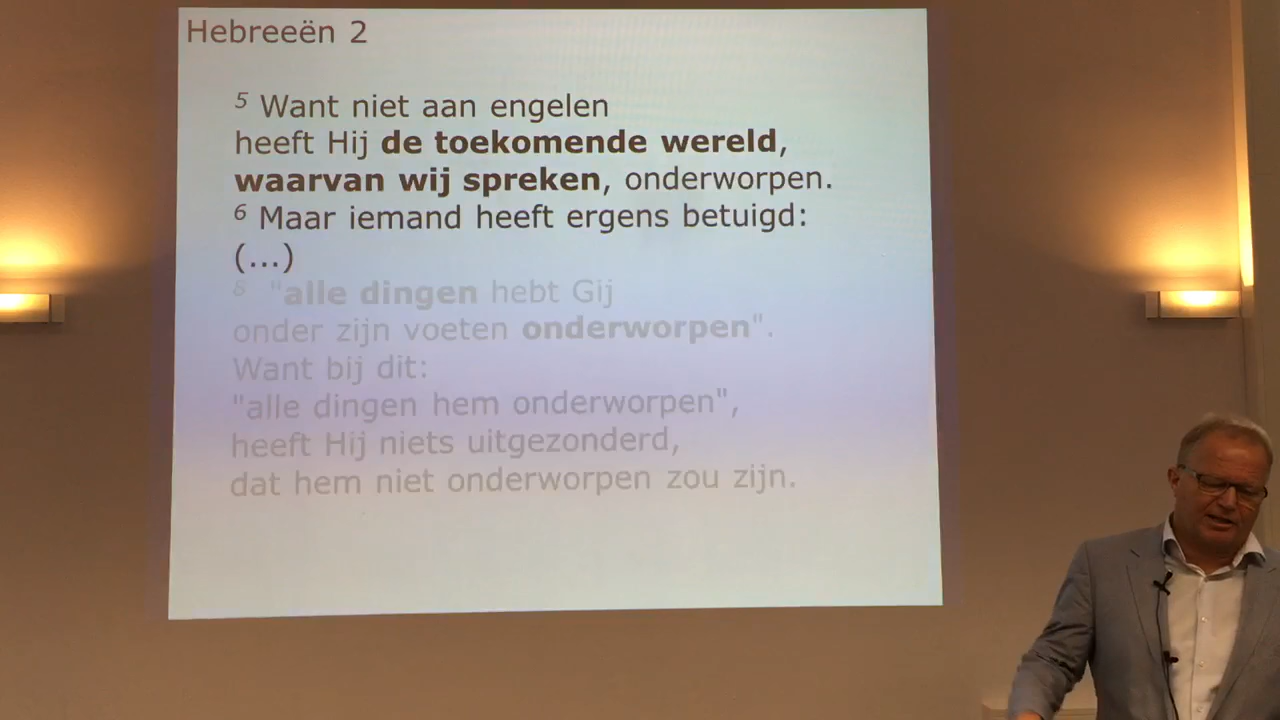 Hebreeën 2
5 Want niet aan engelen
heeft Hij de toekomende wereld,
waarvan wij spreken, onderworpen.
6 Maar iemand heeft ergens betuigd:
(...)
8 "alle dingen hebt Gij
onder zijn voeten onderworpen".
Want bij dit:
"alle dingen hem onderworpen",
heeft Hij niets uitgezonderd,
dat hem niet onderworpen zou zijn.